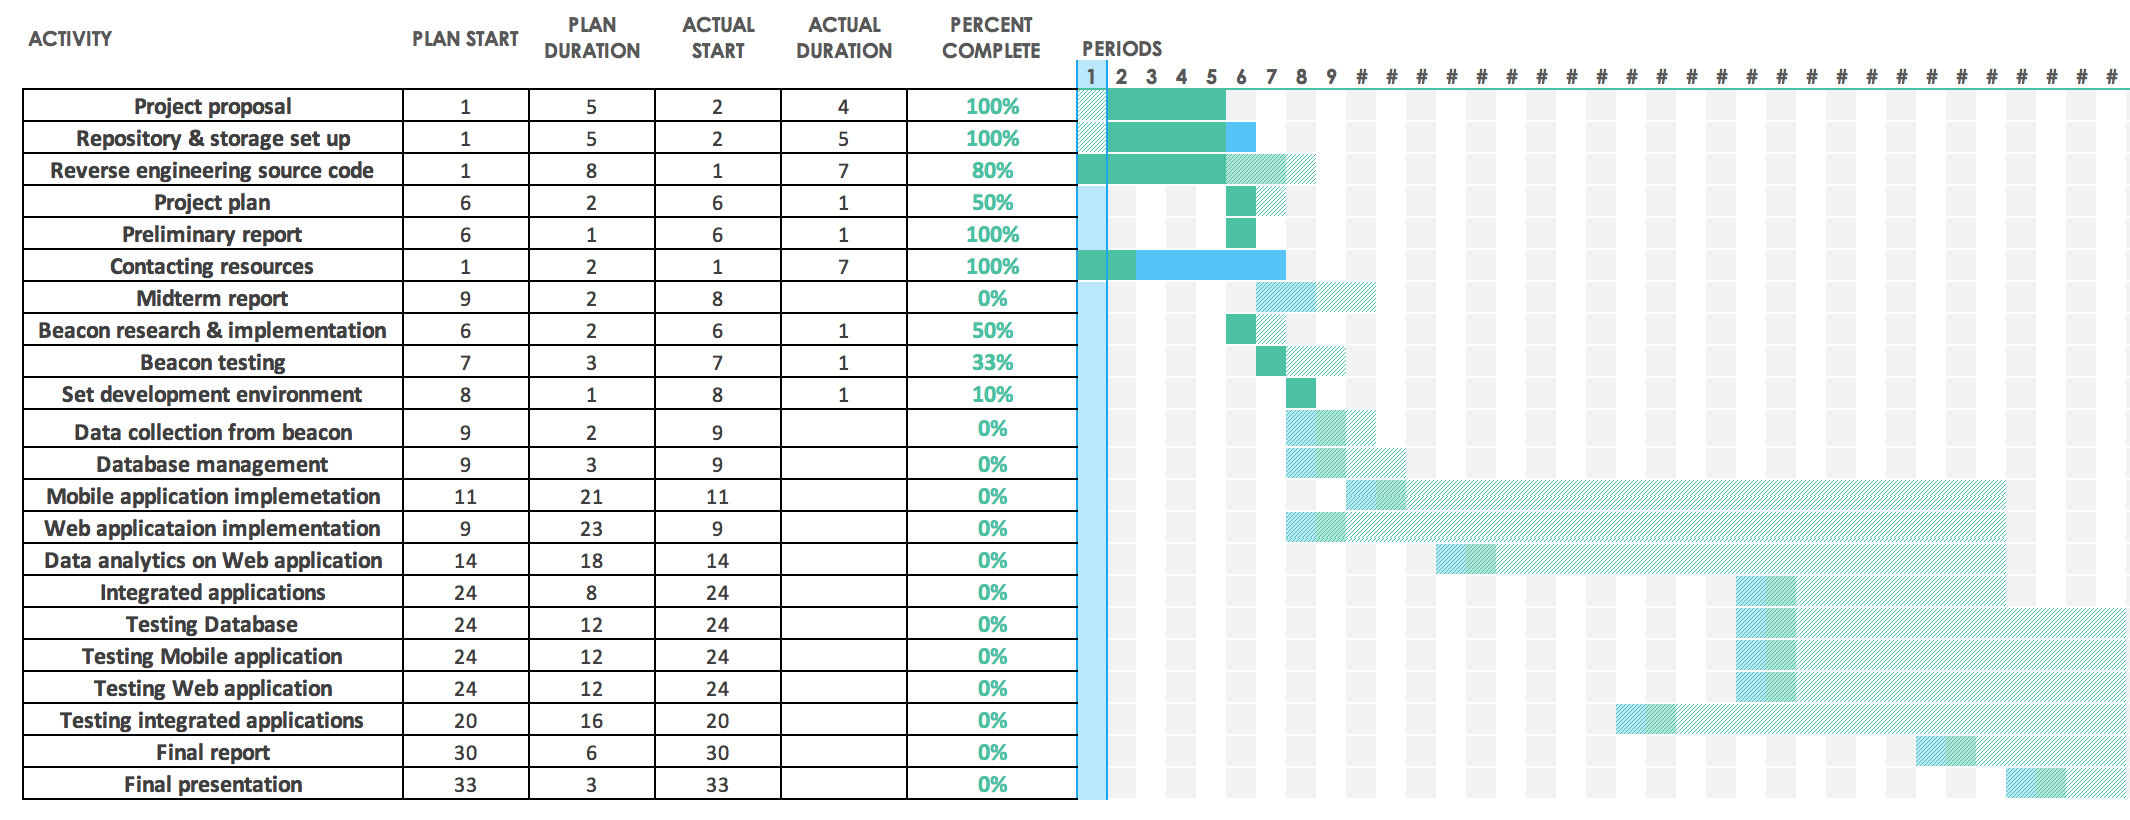 ACTIVITY PLAN START PLAN DURATION ACTUAL START ACTUAL DURATION PERCENT COMPLETE PERIODS
1 2 3 4 5 6 7 8 9 # # # # # # # # # # # # # # # # # # # # # # # # # #
Project proposal 1 5 2 4 100%
Repository & storage set up 1 5 2 5 100%
Reverse engineering source code 1 8 1 7 80%
Project plan 6 2 6 1 50%
Preliminary report 6 1 6 1 100%
Contacting resources 1 2 1 7 100%
Midterm report 9 2 8 0%
Beacon research & implementation 6 2 6 1 50%
Beacon testing 7 3 7 1 33%
Set development environment 8 1 8 1 10%
Data collection from beacon 9 2 9 0%
Database management 9 3 9 0%
Mobile application implemetation 11 21 11 0%
Web applicataion implementation 9 23 9 0%
Data analytics on Web application 14 18 14 0%
Integrated applications 24 8 24 0%
Testing Database 24 12 24 0%
Testing Mobile application 24 12 24 0%
Testing Web application 24 12 24 0%
Testing integrated applications 20 16 20 0%
Final report 30 6 30 0%
Final presentation 33 3 33 0%